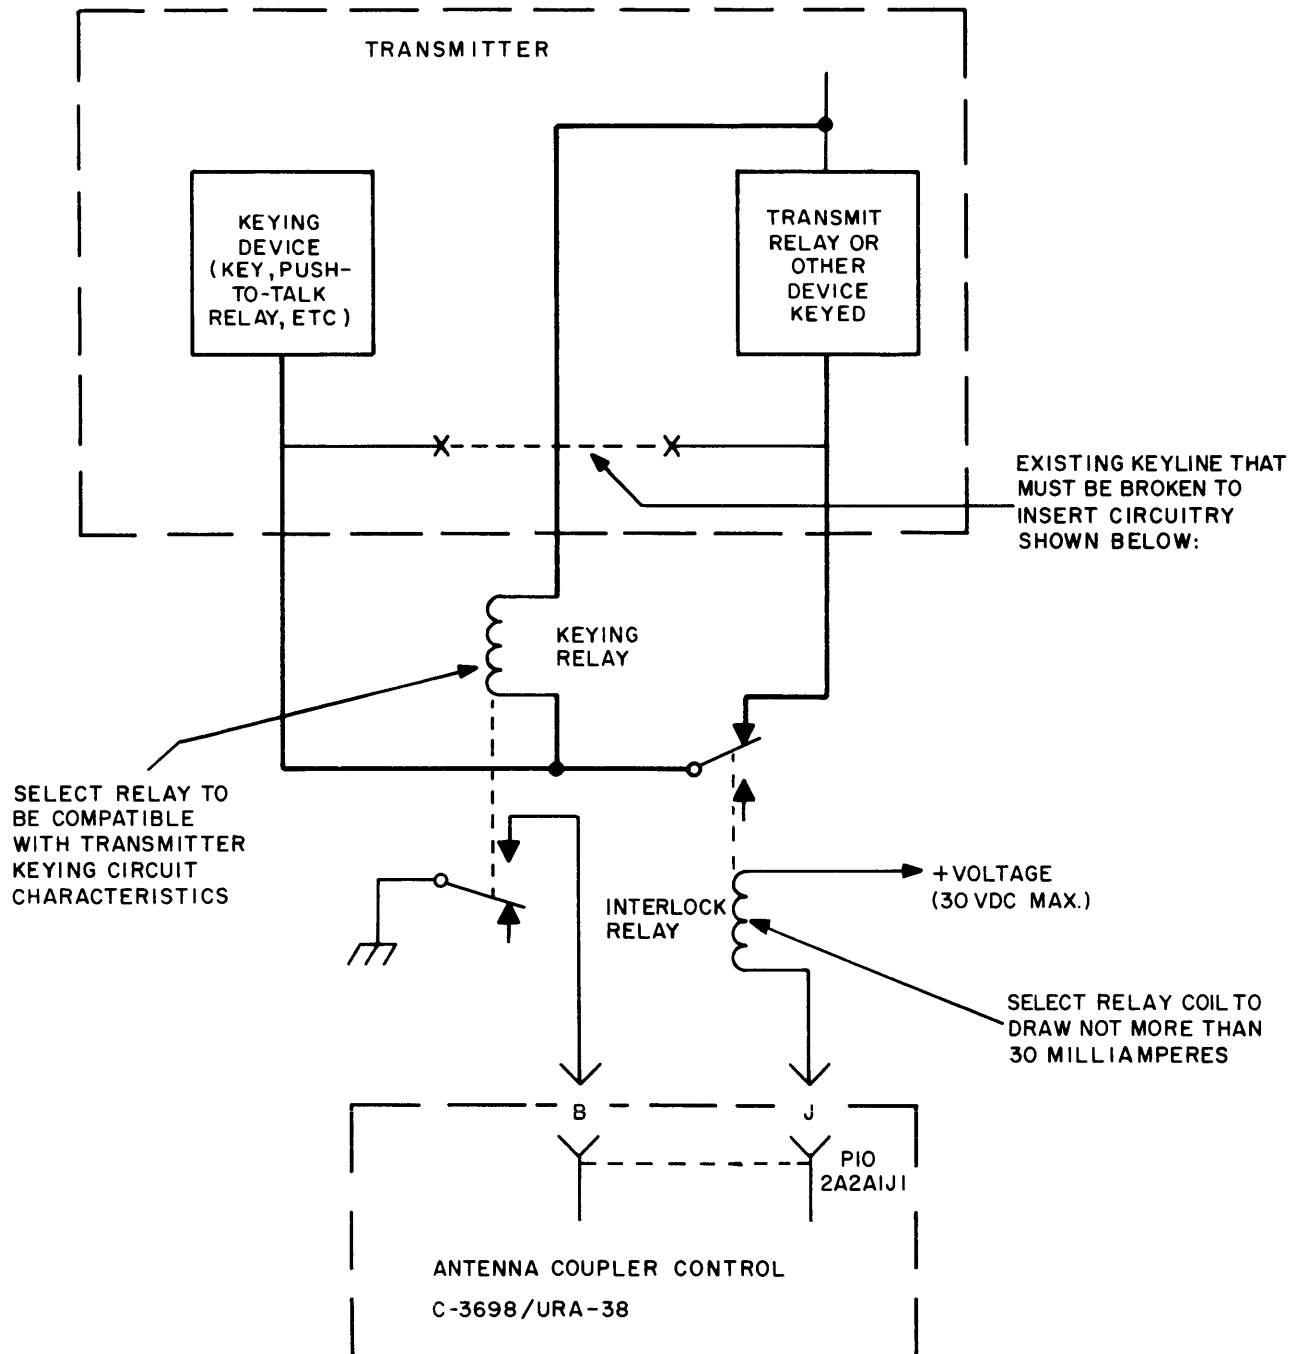 TRANSMITTER
KEYING
DEVICE
(KEY, PUSH-
TO-TALK
RELAY, ETC)
TRANSMIT
RELAY OR
OTHER
DEVICE
KEYED
EXISTING KEYLINE THAT
MUST BE BROKEN TO
INSERT CIRCUITRY
SHOWN BELOW:
KEYING
RELAY
SELECT RELAY TO
BE COMPATIBLE
WITH TRANSMITTER
KEYING CIRCUIT
CHARACTERISTICS
+VOLTAGE
(30 VDC MAX.)
INTERLOCK
RELAY
SELECT RELAY COIL TO
DRAW NOT MORE THAN
30 MILLIAMPERES
B
J
P10
2A2A1J1
ANTENNA COUPLER CONTROL
C-3698/URA-38